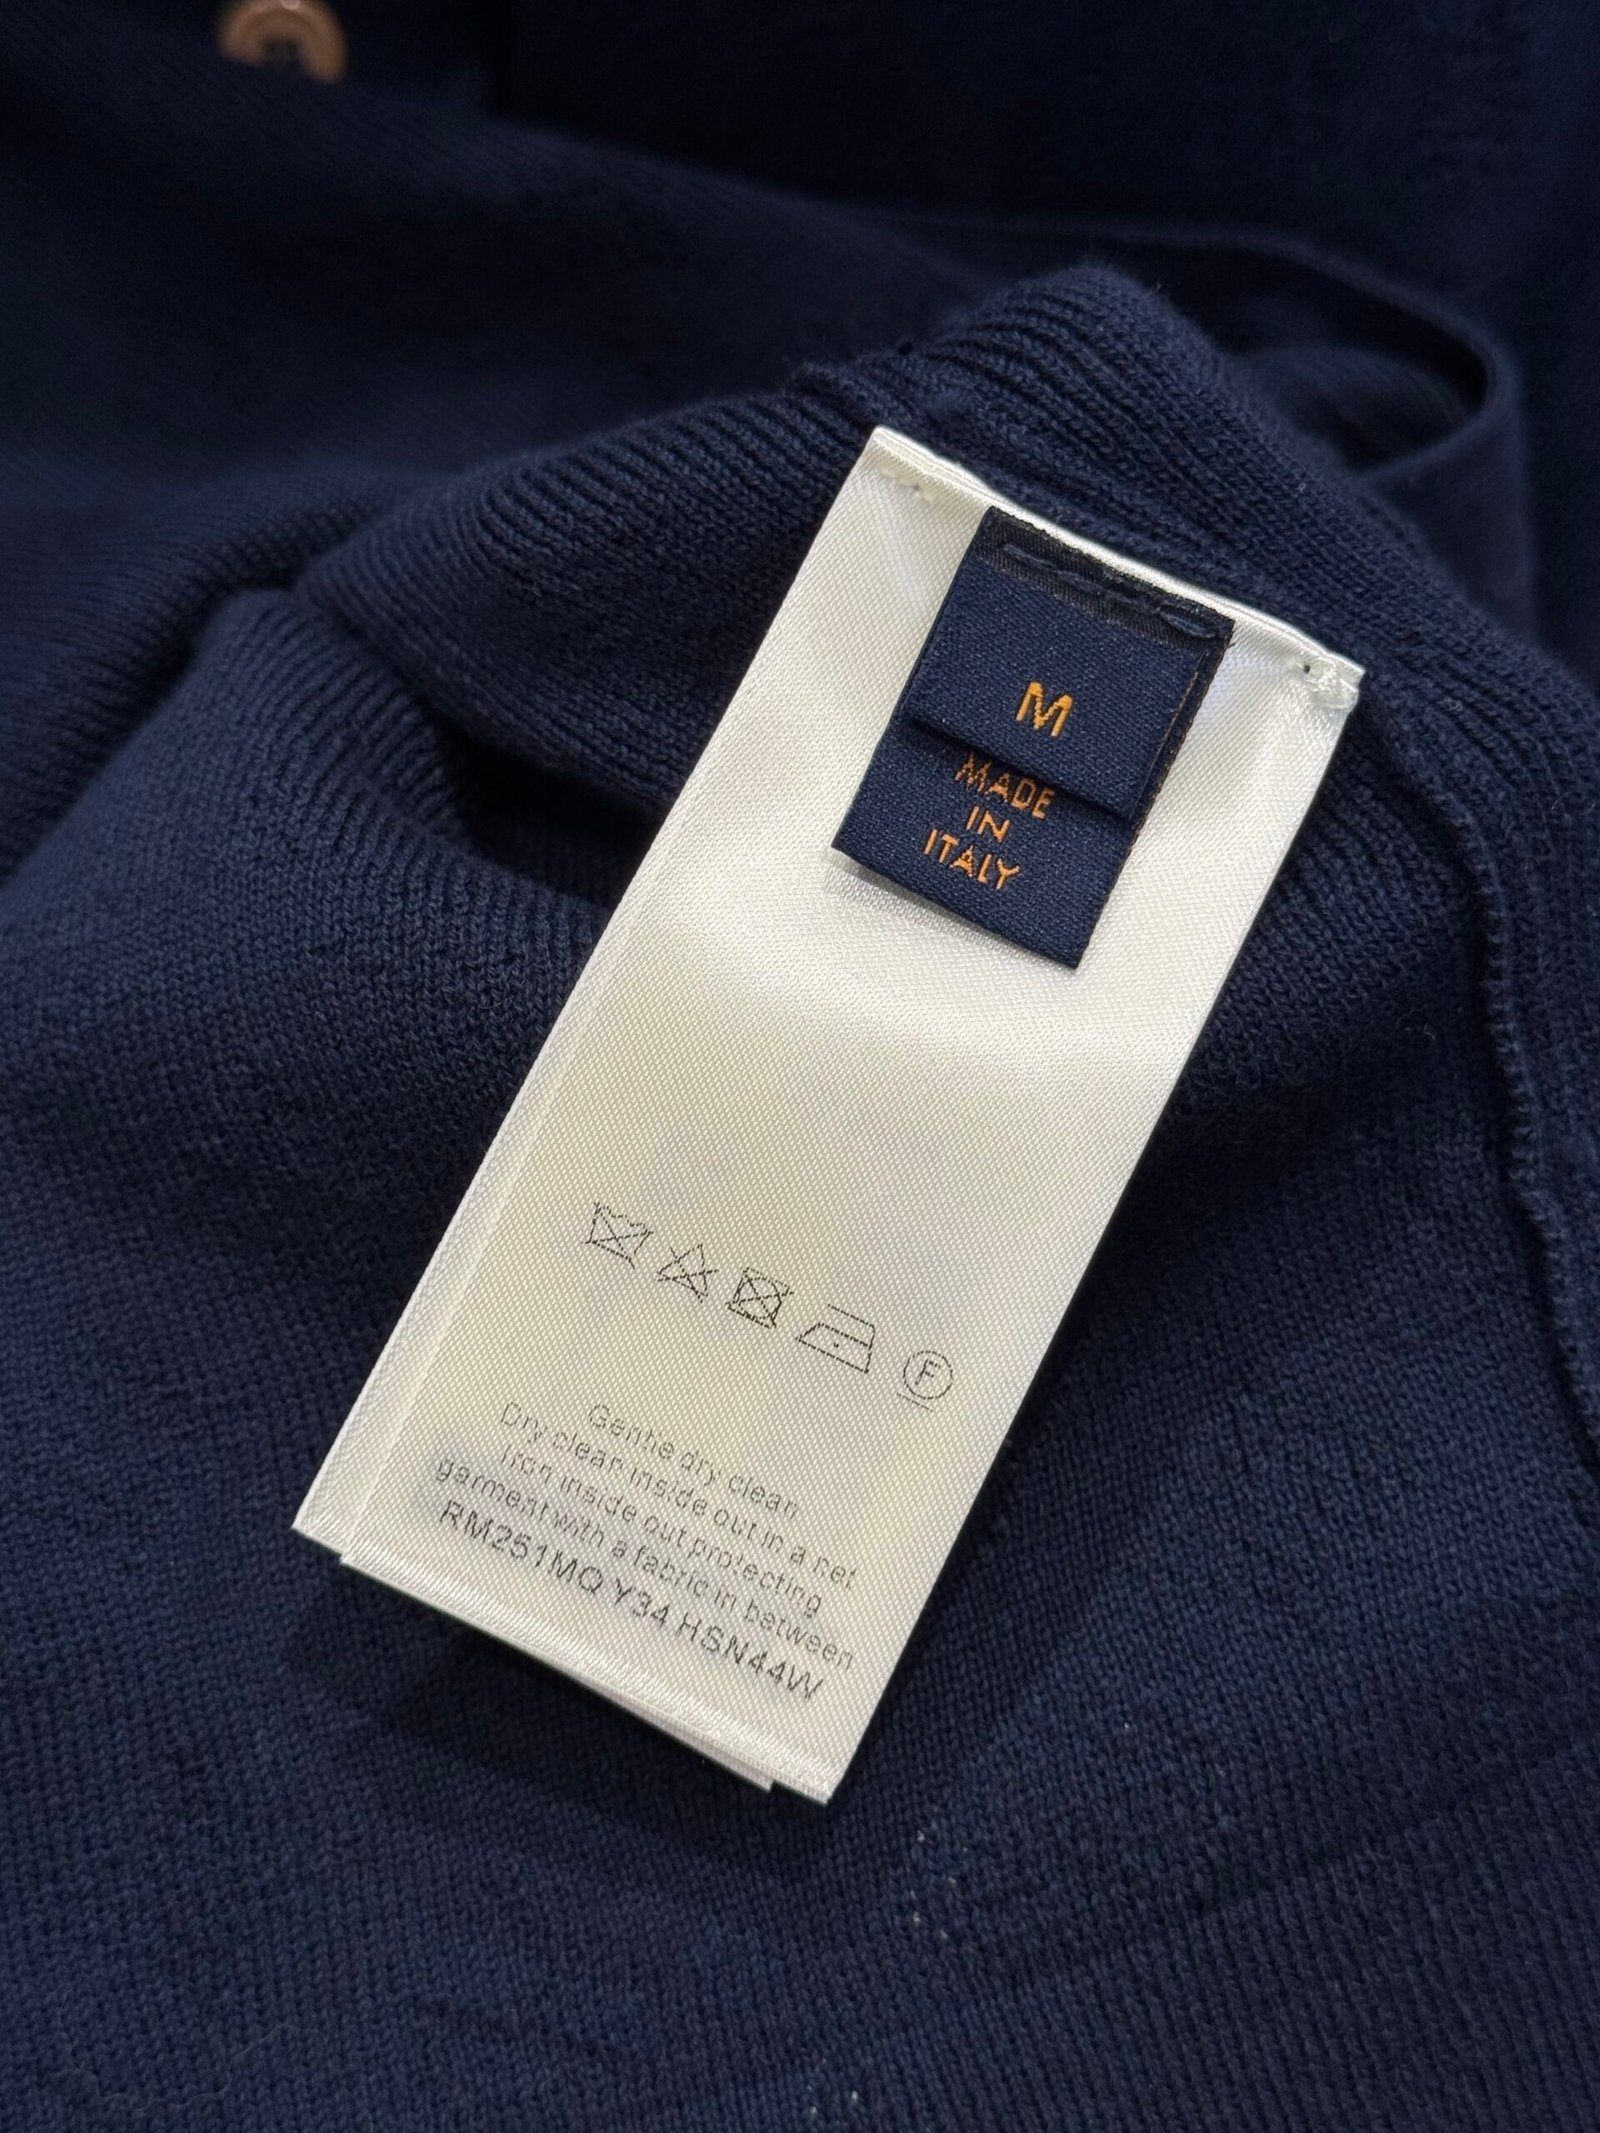 M
MADE
IN
ITALY
F
Gentle dry clean
Dry clean inside out in a net
Iron inside out protecting
garment with a fabric in between
RM251MQ Y34 HSN44W